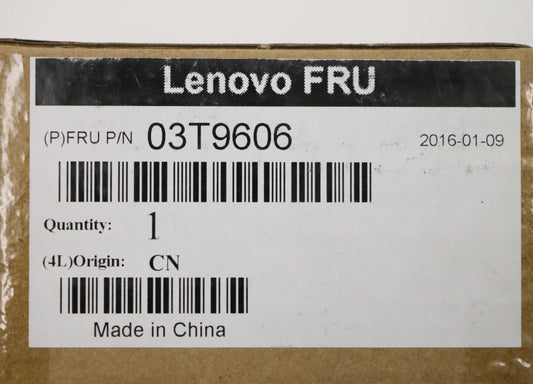 Lenovo FRU
(P)FRU P/N 03T9606 2016-01-09
Quantity: 1
(4L)Origin: CN
Made in China